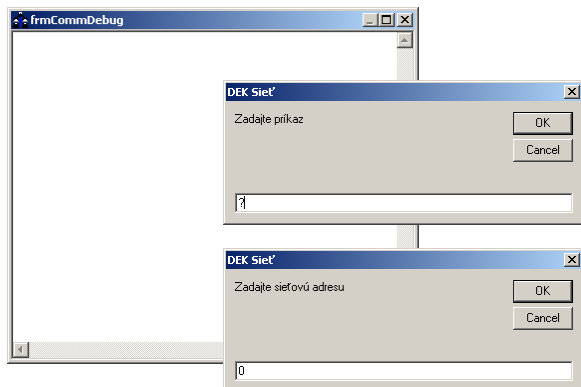 frmCommDebug
DEK Sieť
Zadajte príkaz
OK
Cancel
?
DEK Sieť
Zadajte sieťovú adresu
OK
Cancel
0